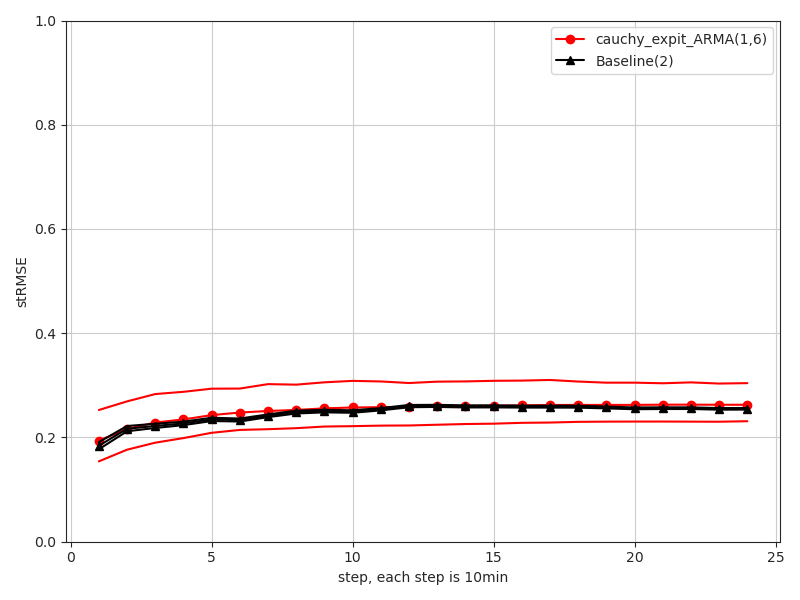 1.0
0.8
0.6
0.4
0.2
0.0
stRMSE
cauchy_expit_ARMA(1,6)
Baseline(2)
0 5 10 15 20 25
step, each step is 10min